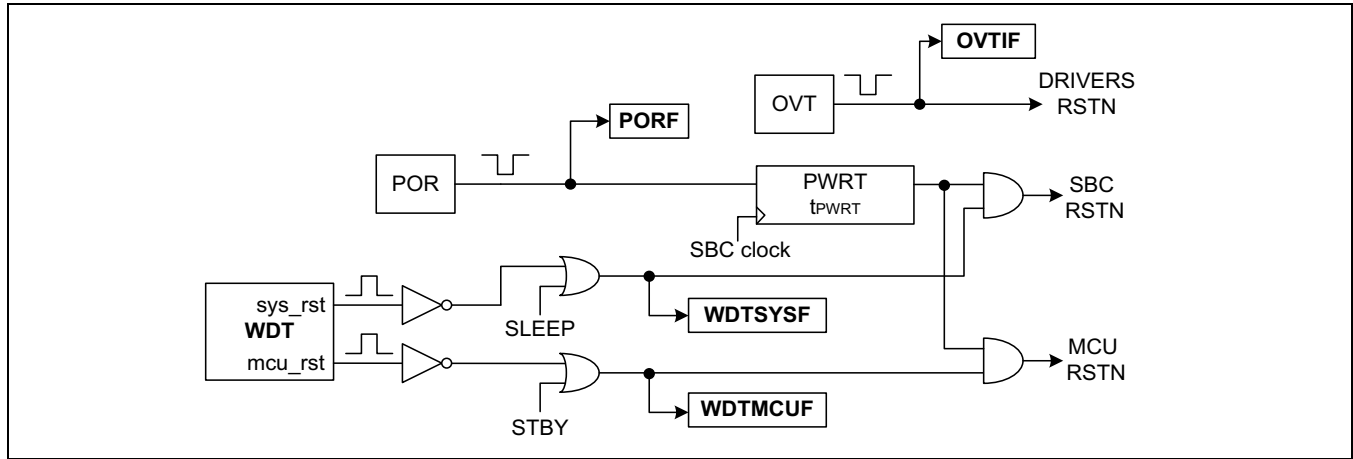 OVTIF
OVT
DRIVERS
RSTN
PORF
POR
PWRT
tPWRT
SBC
RSTN
SBC clock
sys_rst
WDT
mcu_rst
SLEEP
WDTSYSF
MCU
RSTN
STBY
WDTMCUF